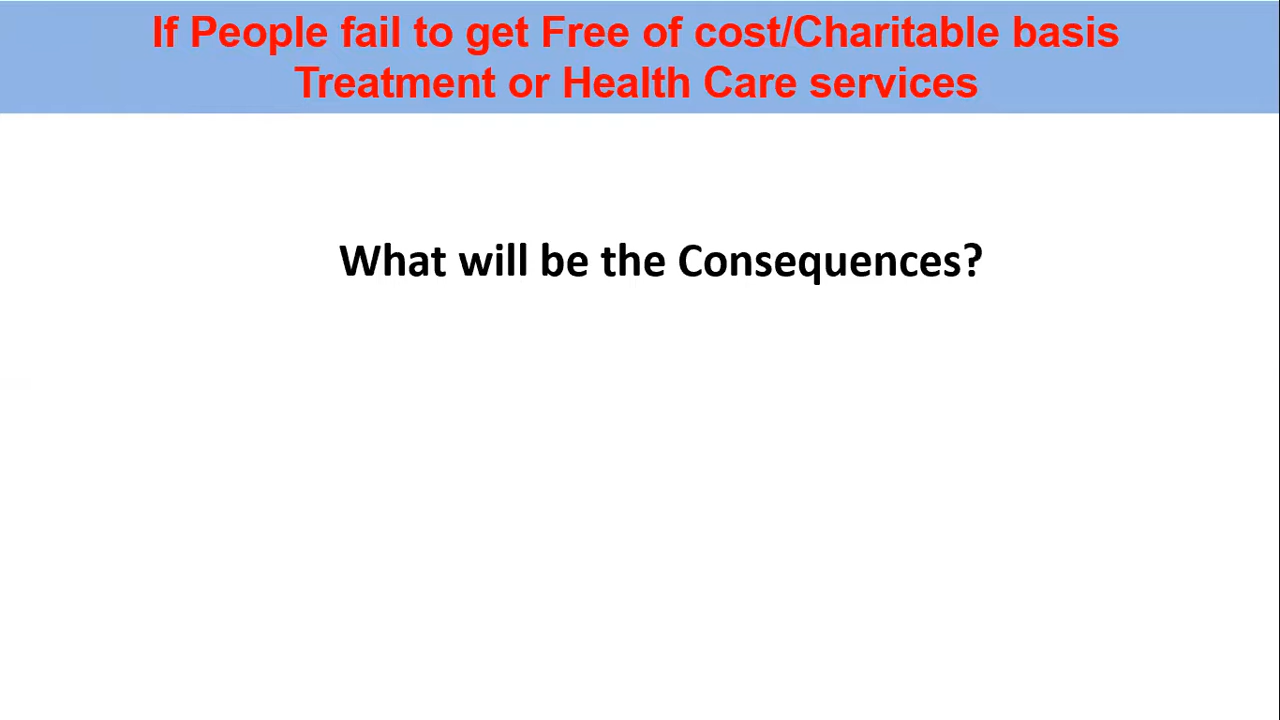 If People fail to get Free of cost/Charitable basis
Treatment or Health Care services
What will be the Consequences?